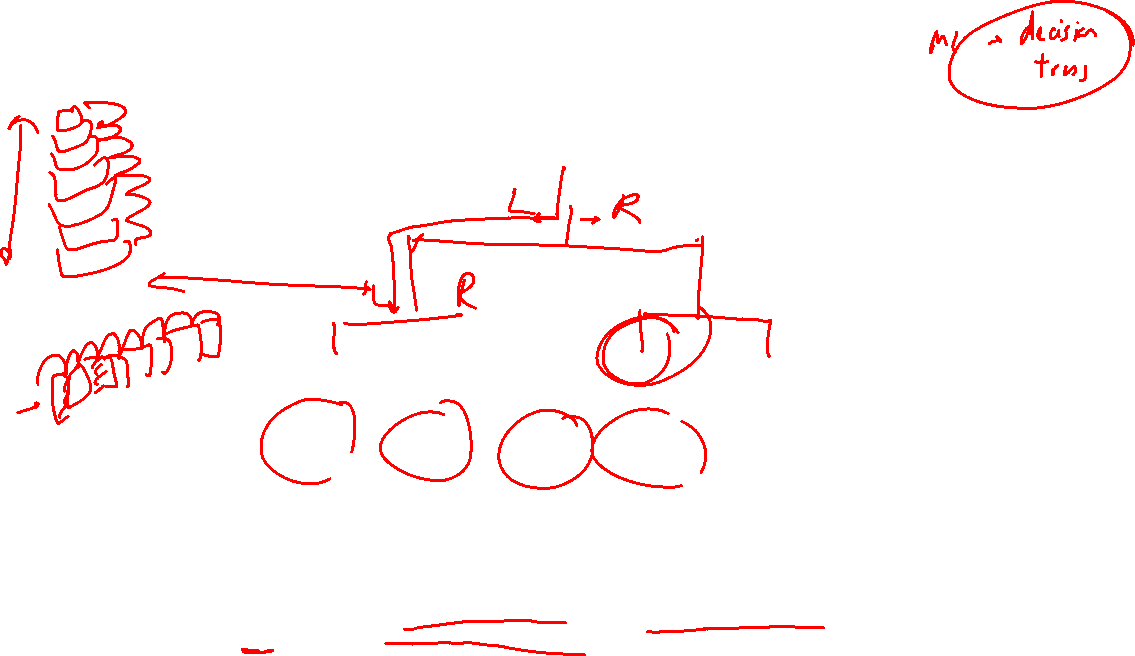 ML → decision
trees
L → R
L R